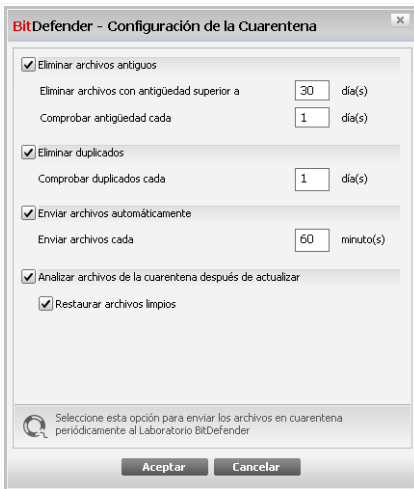 BitDefender - Configuración de la Cuarentena
Eliminar archivos antiguos
Eliminar archivos con antigüedad superior a 30 día(s)
Comprobar antigüedad cada 1 día(s)
Eliminar duplicados
Comprobar duplicados cada 1 día(s)
Enviar archivos automáticamente
Enviar archivos cada 60 minuto(s)
Analizar archivos de la cuarentena después de actualizar
Restaurar archivos limpios
Seleccione esta opción para enviar los archivos en cuarentena
periódicamente al Laboratorio BitDefender
Aceptar Cancelar